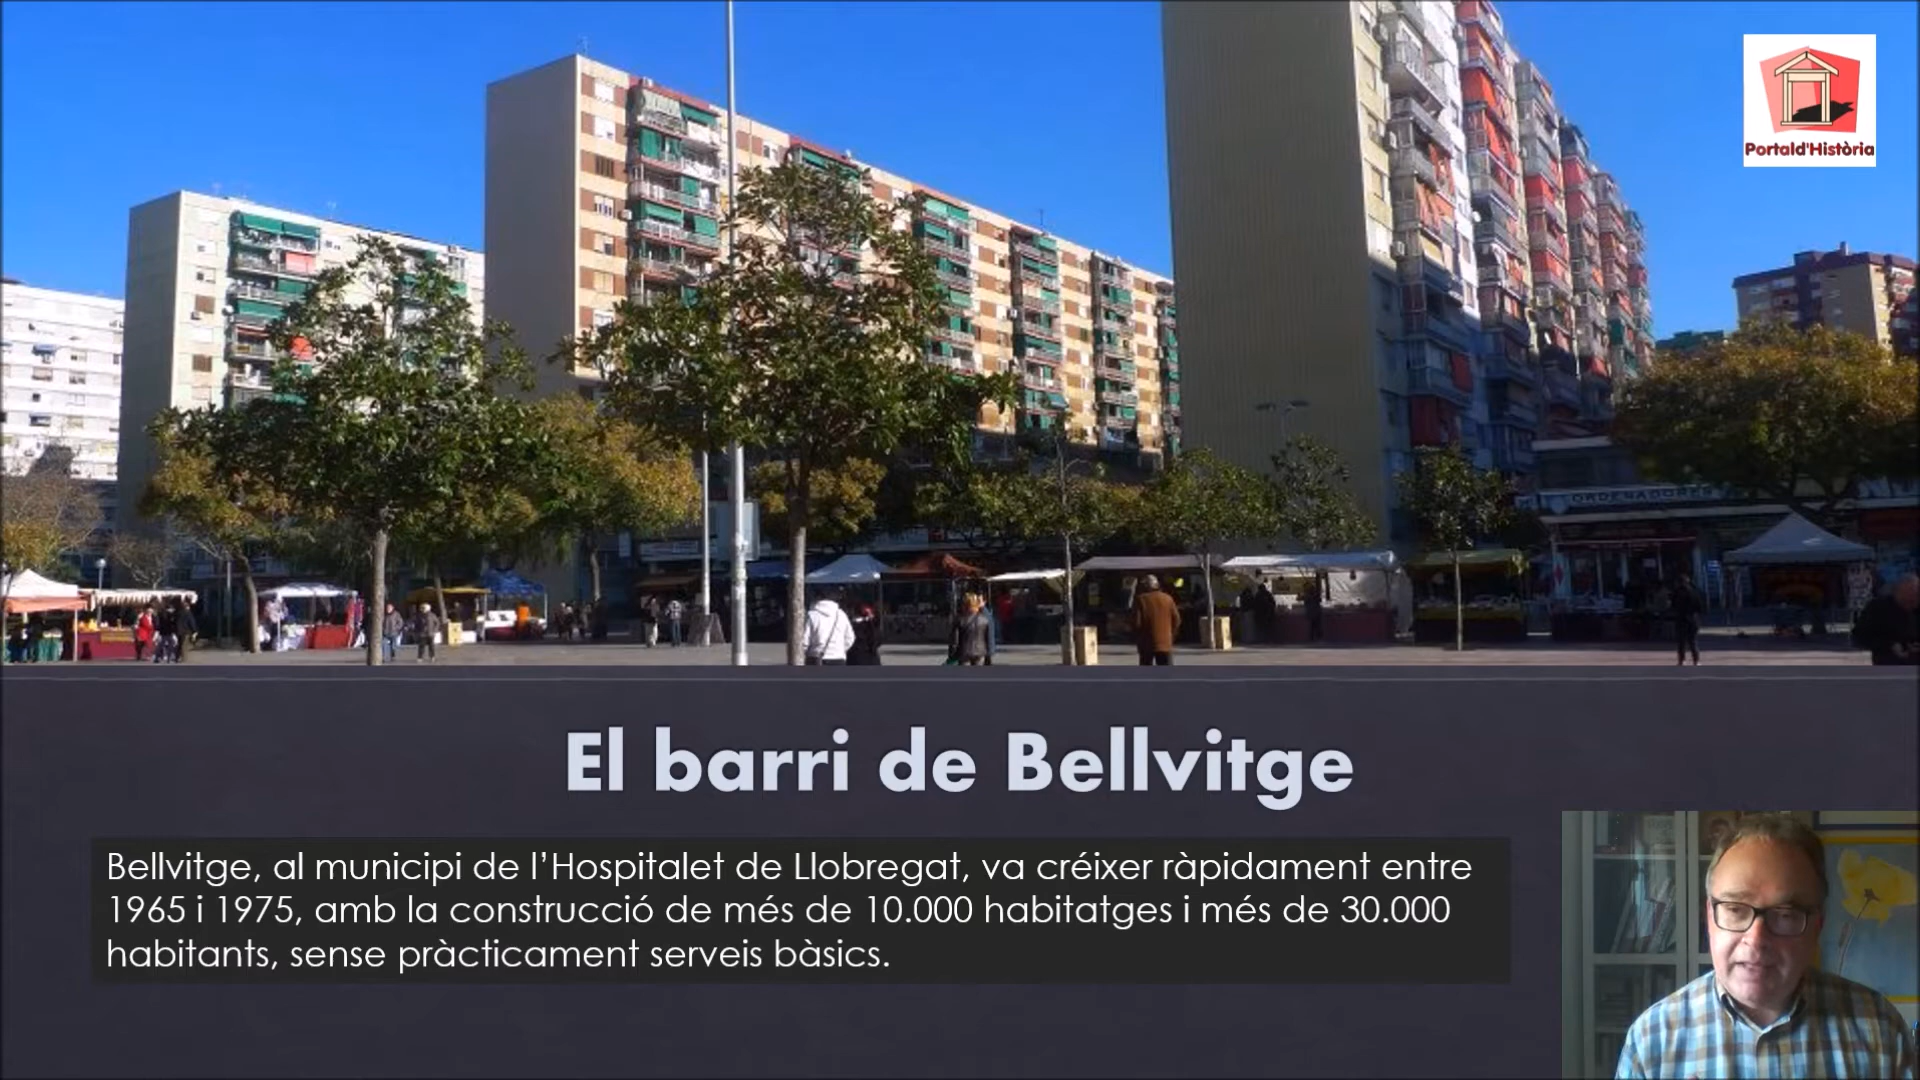 Portald'Història
ORDENADORES
El barri de Bellvitge
Bellvitge, al municipi de l’Hospitalet de Llobregat, va créixer ràpidament entre
1965 i 1975, amb la construcció de més de 10.000 habitatges i més de 30.000
habitants, sense pràcticament serveis bàsics.